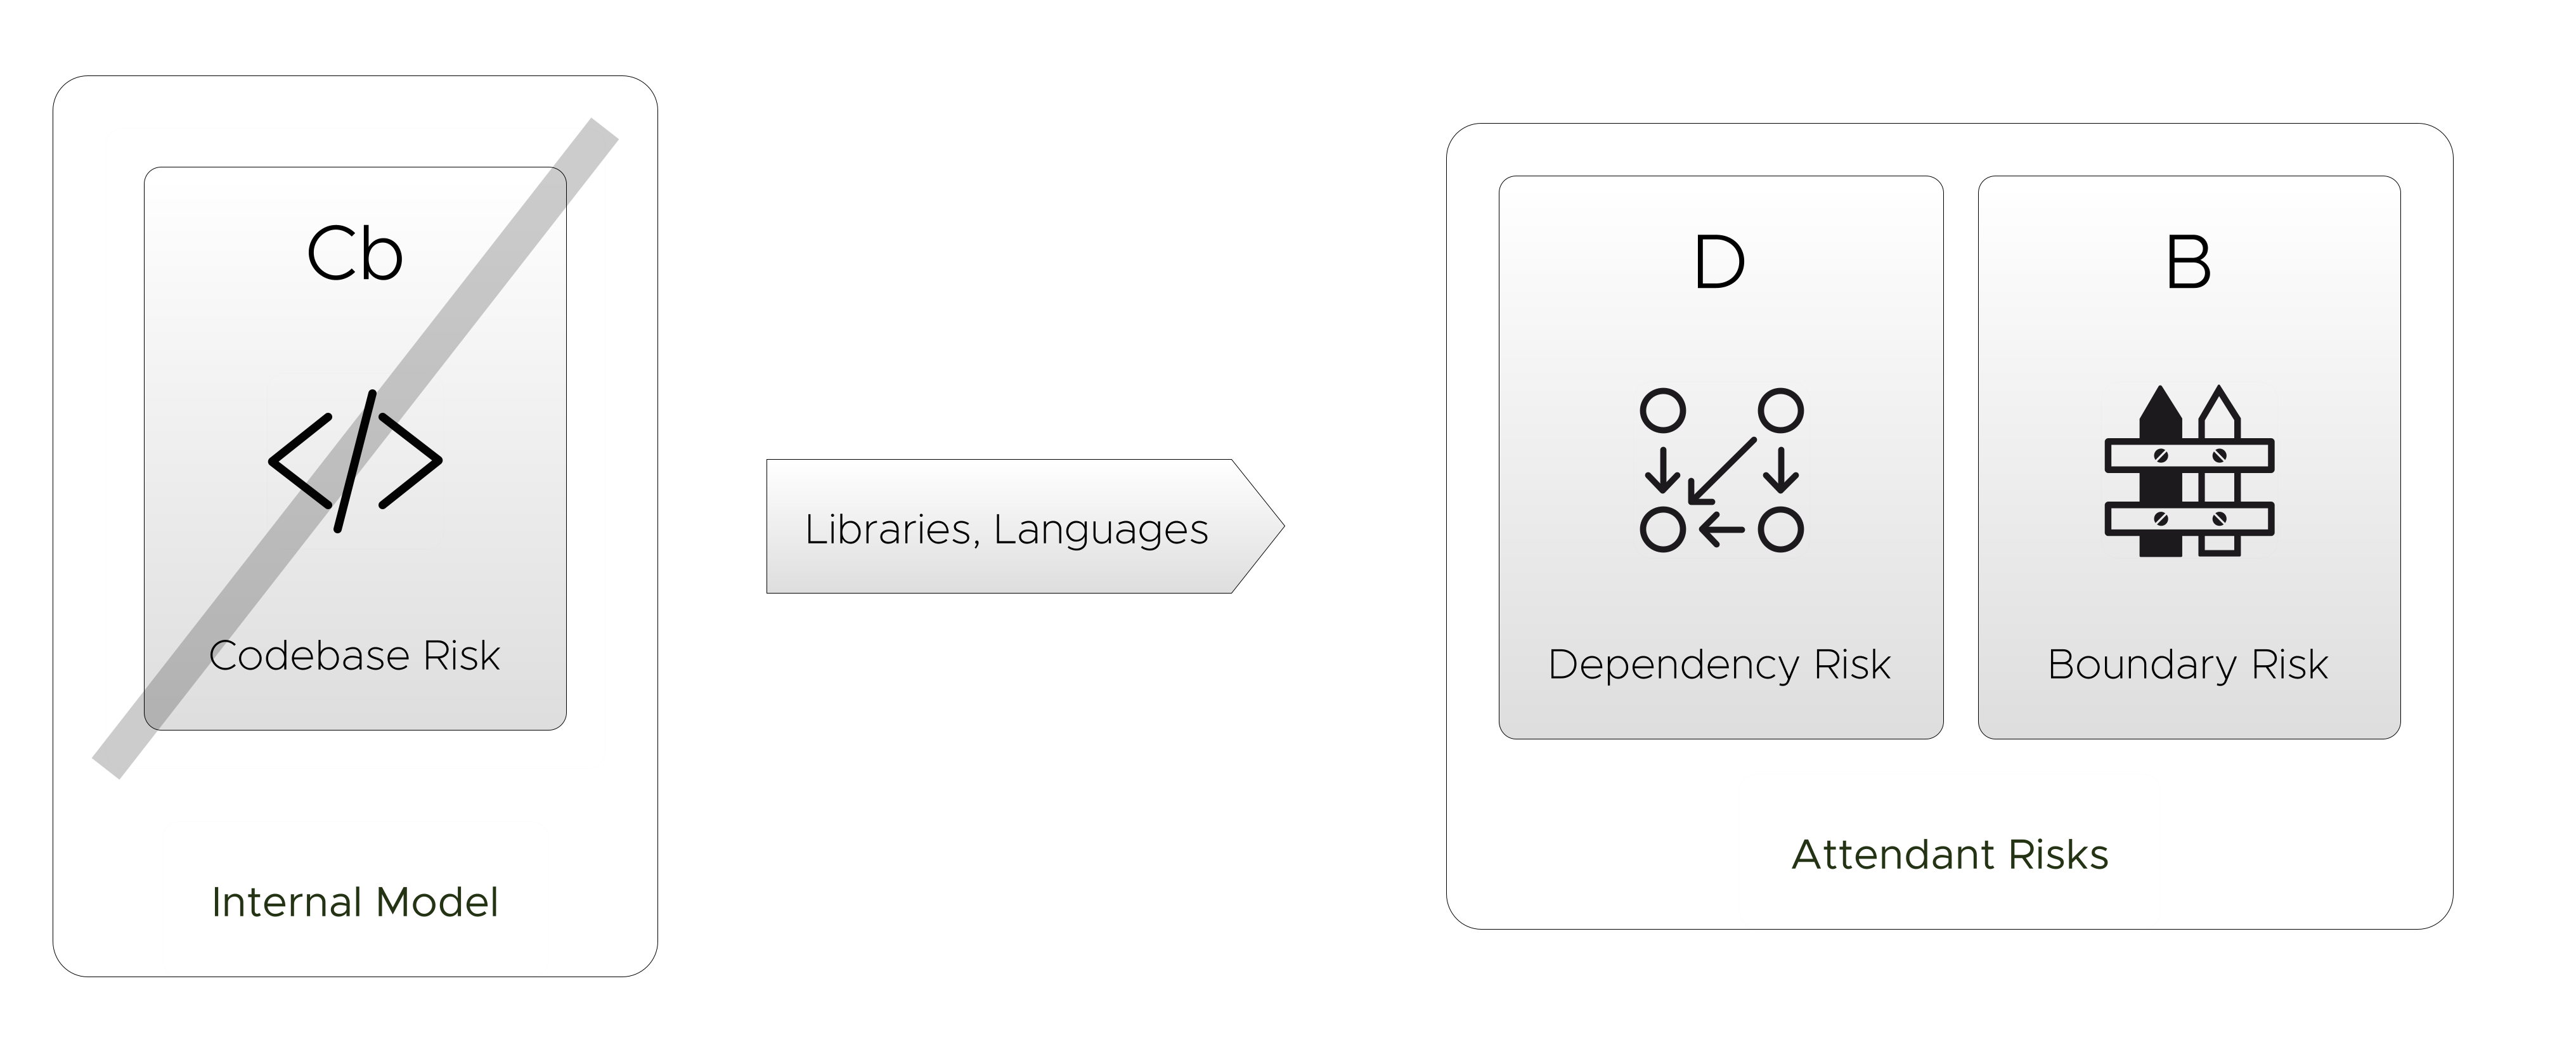 Cb
Codebase Risk
Internal Model
Libraries, Languages
D
Dependency Risk
B
Boundary Risk
Attendant Risks